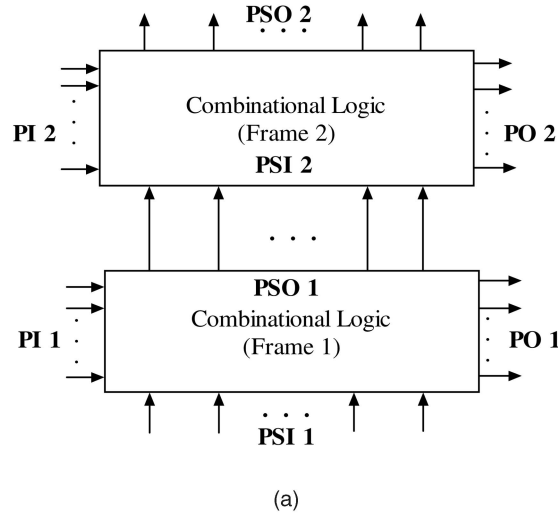 PSO 2
Combinational Logic
(Frame 2)
PI 2
PSI 2
PO 2
PSO 1
Combinational Logic
(Frame 1)
PI 1
PO 1
PSI 1
(a)